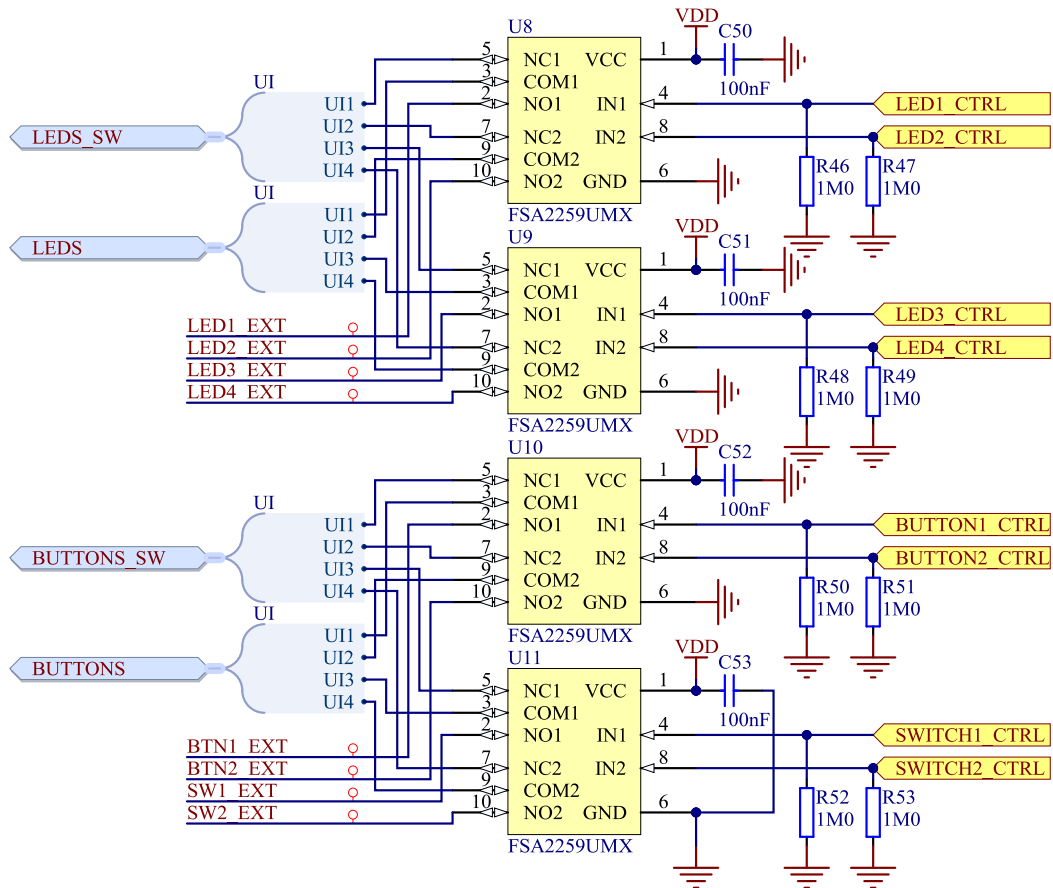 U8
VDD
C50
5 NC1 VCC 1
3 COM1
100nF
UI
2 NO1 IN1 4
LED1_CTRL
UI1
UI2
7 NC2 IN2 8
LED2_CTRL
LEDS_SW
UI3
9 COM2
UI4
R46
1M0
R47
1M0
10 NO2 GND 6
UI
FSA2259UMX
UI1
U9
VDD
C51
UI2
LEDS
UI3
5 NC1 VCC 1
UI4
3 COM1
100nF
2 NO1 IN1 4
LED3_CTRL
LED1_EXT
LED2_EXT
7 NC2 IN2 8
LED4_CTRL
LED3_EXT
9 COM2
R48
1M0
R49
1M0
LED4_EXT
10 NO2 GND 6
FSA2259UMX
U10
VDD
C52
5 NC1 VCC 1
3 COM1
100nF
UI
2 NO1 IN1 4
BUTTON1_CTRL
UI1
UI2
7 NC2 IN2 8
BUTTON2_CTRL
BUTTONS_SW
UI3
9 COM2
UI4
R50
1M0
R51
1M0
10 NO2 GND 6
UI
FSA2259UMX
UI1
U11
VDD
C53
UI2
BUTTONS
UI3
5 NC1 VCC 1
UI4
3 COM1
100nF
2 NO1 IN1 4
SWITCH1_CTRL
BTN1_EXT
BTN2_EXT
7 NC2 IN2 8
SWITCH2_CTRL
SW1_EXT
9 COM2
R52
1M0
R53
1M0
SW2_EXT
10 NO2 GND 6
FSA2259UMX